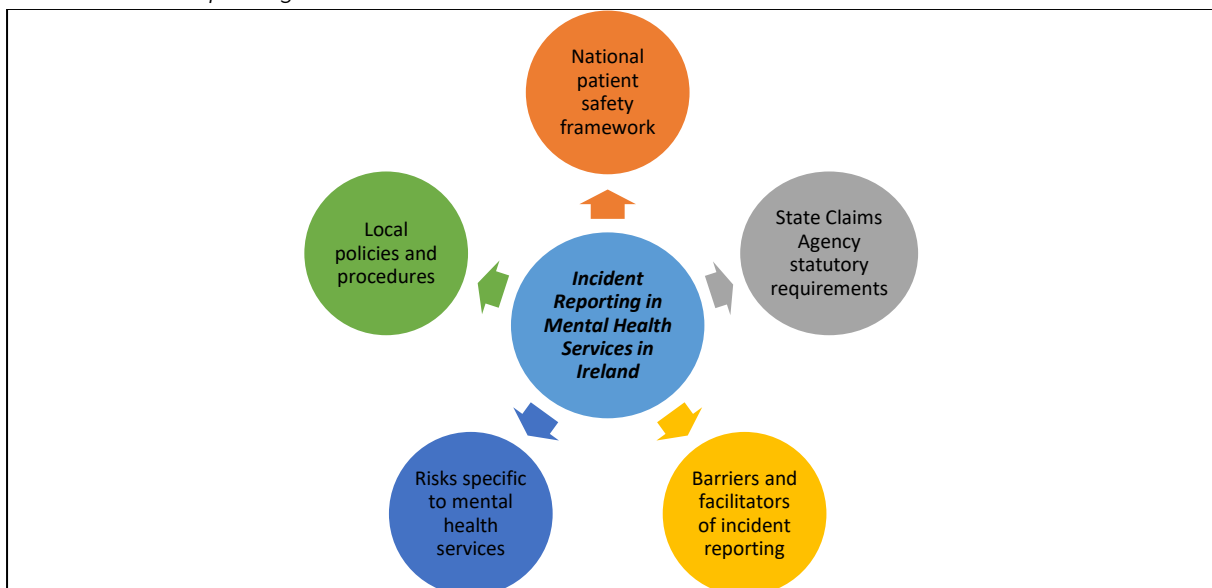 National
patient
safety
framework
Local
policies and
procedures
State Claims
Agency
statutory
requirements
Incident
Reporting in
Mental Health
Services in
Ireland
Risks specific
to mental
health
services
Barriers and
facilitators
of incident
reporting